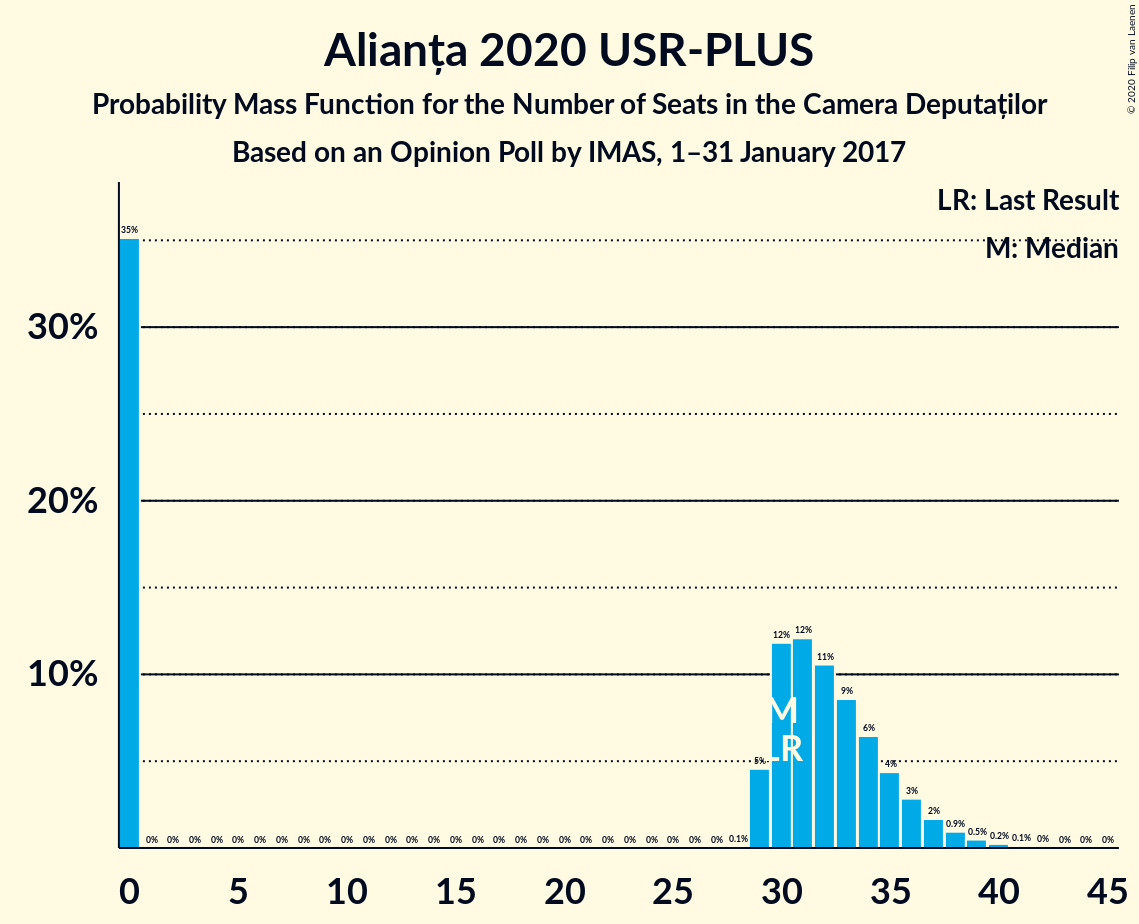 Alianța 2020 USR-PLUS
Probability Mass Function for the Number of Seats in the Camera Deputaților
Based on an Opinion Poll by IMAS, 1–31 January 2017
© 2020 Filip van Laenen
LR: Last Result
M: Median
30%
20%
10%
35% 0% 0% 0% 0% 0% 0% 0% 0% 0% 0% 0% 0% 0% 0% 0% 0% 0% 0% 0% 0% 0% 0% 0% 0% 0% 0% 0% 0.1% 5% 12% 12% 11% 9% 6% 4% 3% 2% 0.9% 0.5% 0.2% 0.1% 0% 0% 0% 0%
M
LR
0 5 10 15 20 25 30 35 40 45